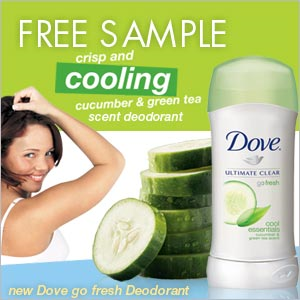 FREE SAMPLE
crisp and
cooling
cucumber & green tea
scent deodorant
Dove
ULTIMATE CLEAR
go fresh
cool
essentials
cucumber &
green tea scent
new Dove go fresh Deodorant